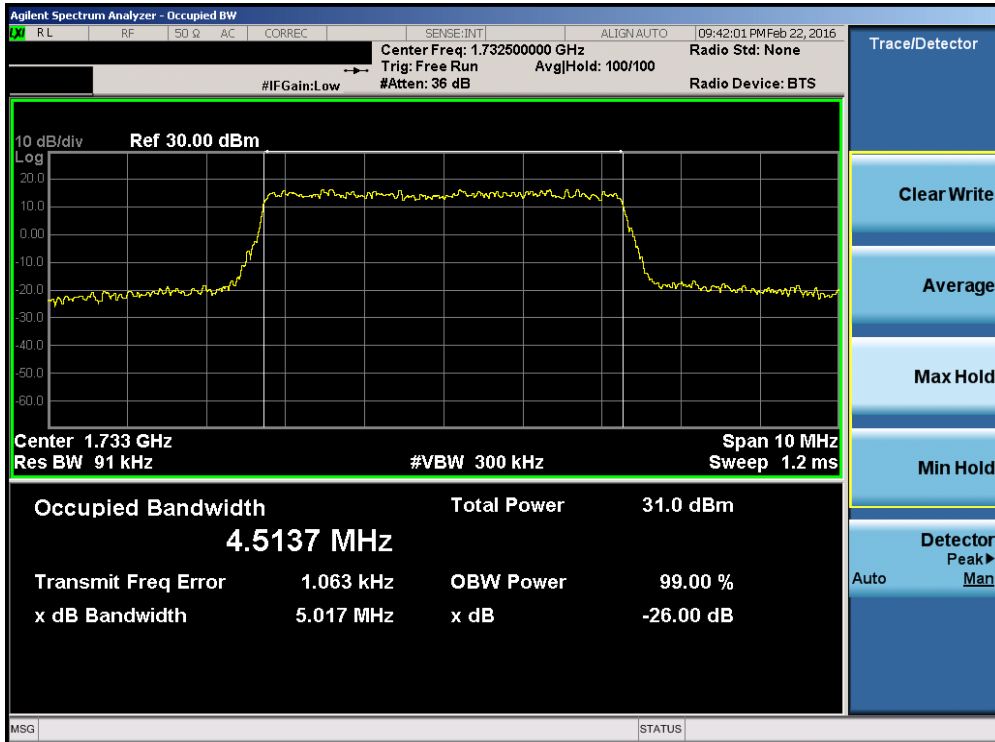 Agilent Spectrum Analyzer - Occupied BW
LXI RL RF 50 Ω AC CORREC SENSE:INT ALIGN AUTO 09:42:01 PM Feb 22, 2016
Center Freq: 1.732500000 GHz Radio Std: None
Trig: Free Run Avg|Hold: 100/100
#IFGain:Low #Atten: 36 dB Radio Device: BTS
10 dB/div Ref 30.00 dBm
Log
20.0
10.0
0.00
-10.0
-20.0
-30.0
-40.0
-50.0
-60.0
Center 1.733 GHz Span 10 MHz
Res BW 91 kHz #VBW 300 kHz Sweep 1.2 ms
Occupied Bandwidth Total Power 31.0 dBm
4.5137 MHz
Transmit Freq Error 1.063 kHz OBW Power 99.00 %
x dB Bandwidth 5.017 MHz x dB -26.00 dB
MSG STATUS
Trace/Detector
Clear Write
Average
Max Hold
Min Hold
Detector
Peak▶
Auto Man